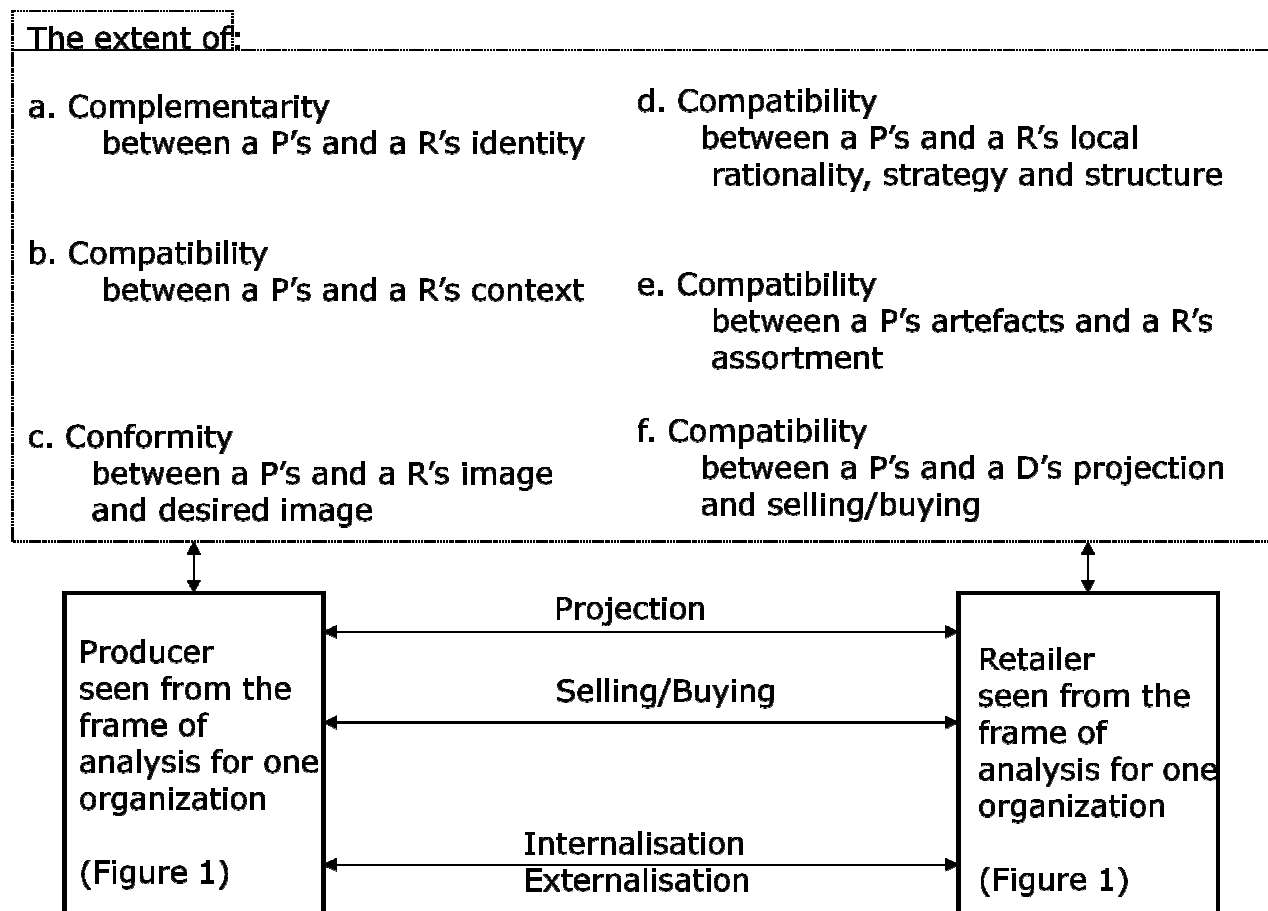 The extent of:
a. Complementarity
between a P's and a R's identity
b. Compatibility
between a P's and a R's context
c. Conformity
between a P's and a R's image
and desired image
d. Compatibility
between a P's and a R's local
rationality, strategy and structure
e. Compatibility
between a P's artefacts and a R's
assortment
f. Compatibility
between a P's and a D's projection
and selling/buying
Producer
seen from the
frame of
analysis for one
organization
(Figure 1)
Projection
Selling/Buying
Internalisation
Externalisation
Retailer
seen from the
frame of
analysis for one
organization
(Figure 1)